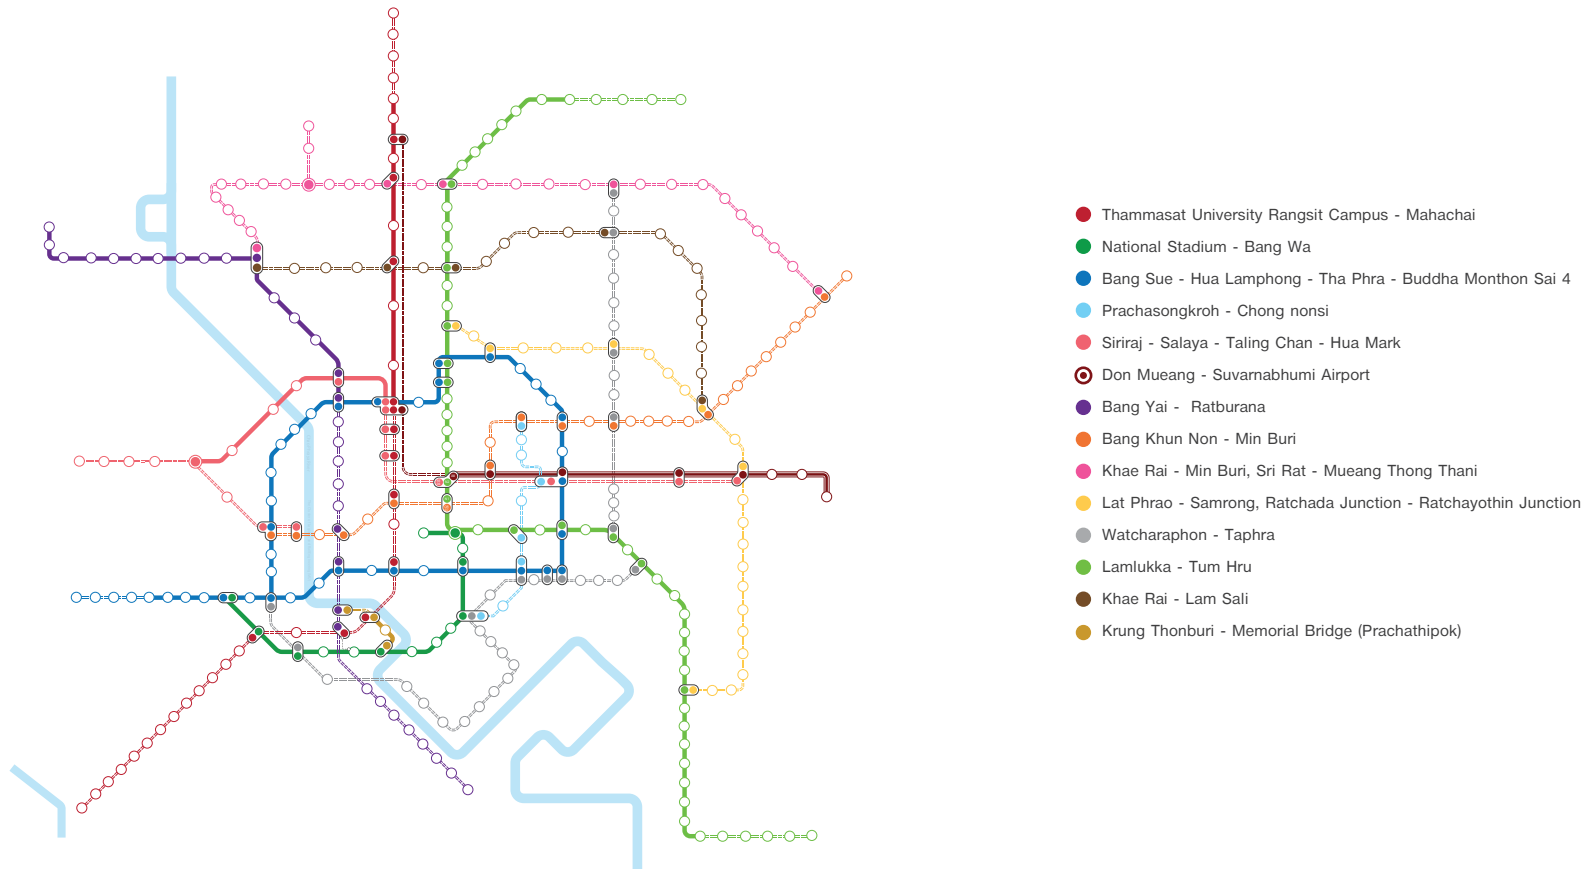 Thammasat University Rangsit Campus - Mahachai
National Stadium - Bang Wa
Bang Sue - Hua Lamphong - Tha Phra - Buddha Monthon Sai 4
Prachasongkroh - Chong nonsi
Siriraj - Salaya - Taling Chan - Hua Mark
Don Mueang - Suvarnabhumi Airport
Bang Yai - Ratburana
Bang Khun Non - Min Buri
Khae Rai - Min Buri, Sri Rat - Mueang Thong Thani
Lat Phrao - Samrong, Ratchada Junction - Ratchayothin Junction
Watcharaphon - Taphra
Lamlukka - Tum Hru
Khae Rai - Lam Sali
Krung Thonburi - Memorial Bridge (Prachathipok)